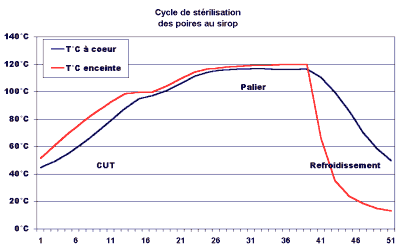 Cycle de stérilisation
des poires au sirop
140°C
120°C
100°C
80°C
60°C
40°C
20°C
0°C
T°C à coeur
T°C enceinte
Palier
CUT
Refroidissement
1 6 11 16 21 26 31 36 41 46 51